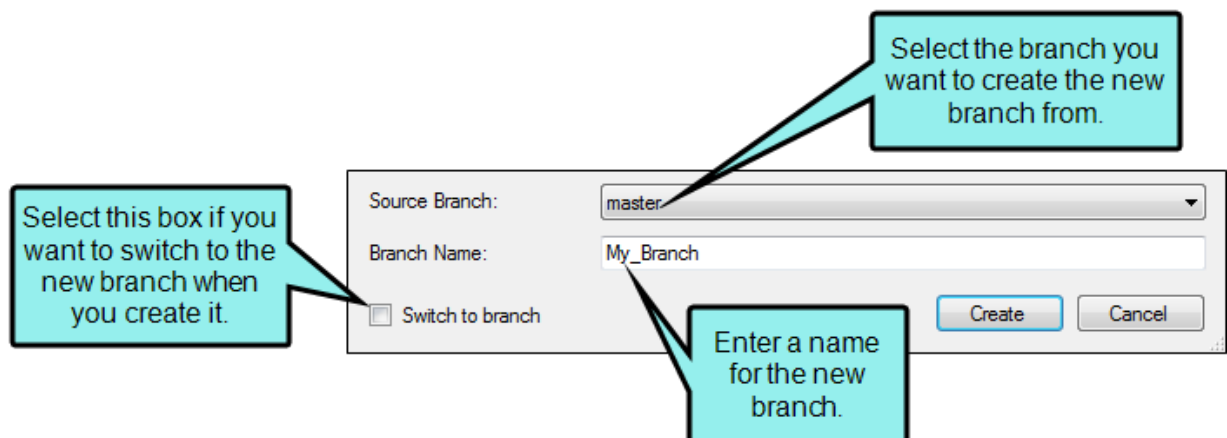 Select the branch you
want to create the new
branch from.
Select this box if you
want to switch to the
new branch when
you create it.
Source Branch:
master
Branch Name:
My_Branch
Switch to branch
Create
Cancel
Enter a name
for the new
branch.